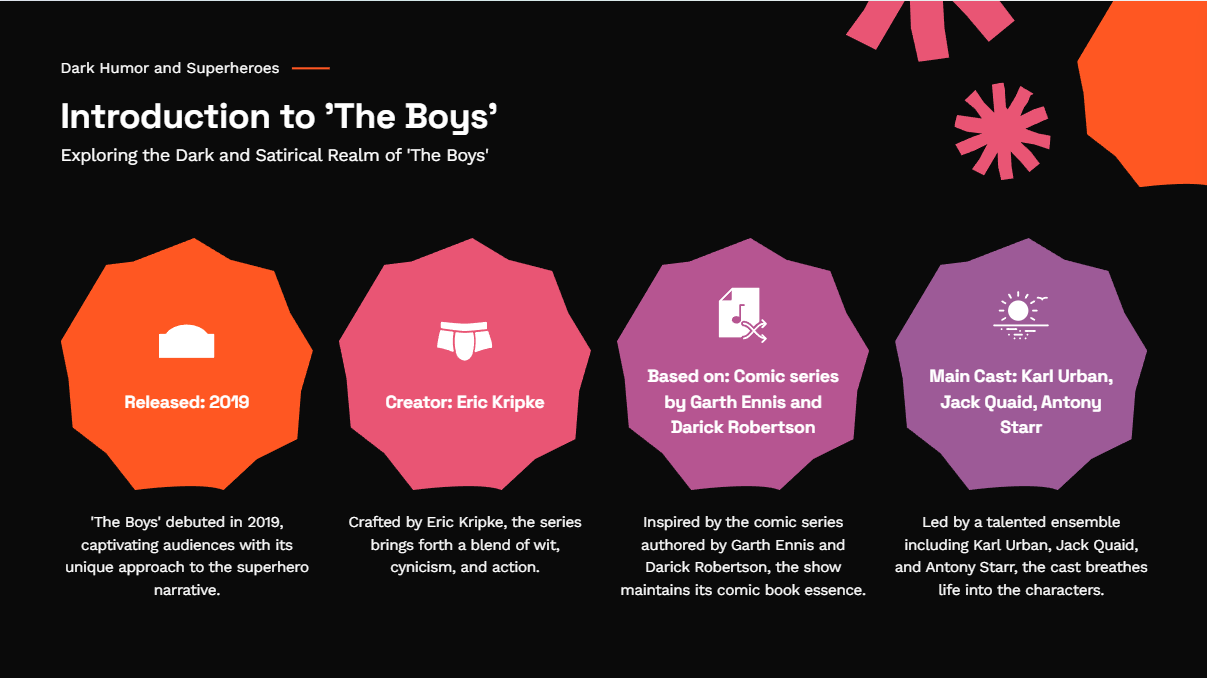 Dark Humor and Superheroes
Introduction to ’The Boys’
Exploring the Dark and Satirical Realm of 'The Boys'
Released: 2019
'The Boys' debuted in 2019,
captivating audiences with its
unique approach to the superhero
narrative.
Creator: Eric Kripke
Crafted by Eric Kripke, the series
brings forth a blend of wit,
cynicism, and action.
Based on: Comic series
by Garth Ennis and
Darick Robertson
Inspired by the comic series
authored by Garth Ennis and
Darick Robertson, the show
maintains its comic book essence.
Main Cast: Karl Urban,
Jack Quaid, Antony
Starr
Led by a talented ensemble
including Karl Urban, Jack Quaid,
and Antony Starr, the cast breathes
life into the characters.